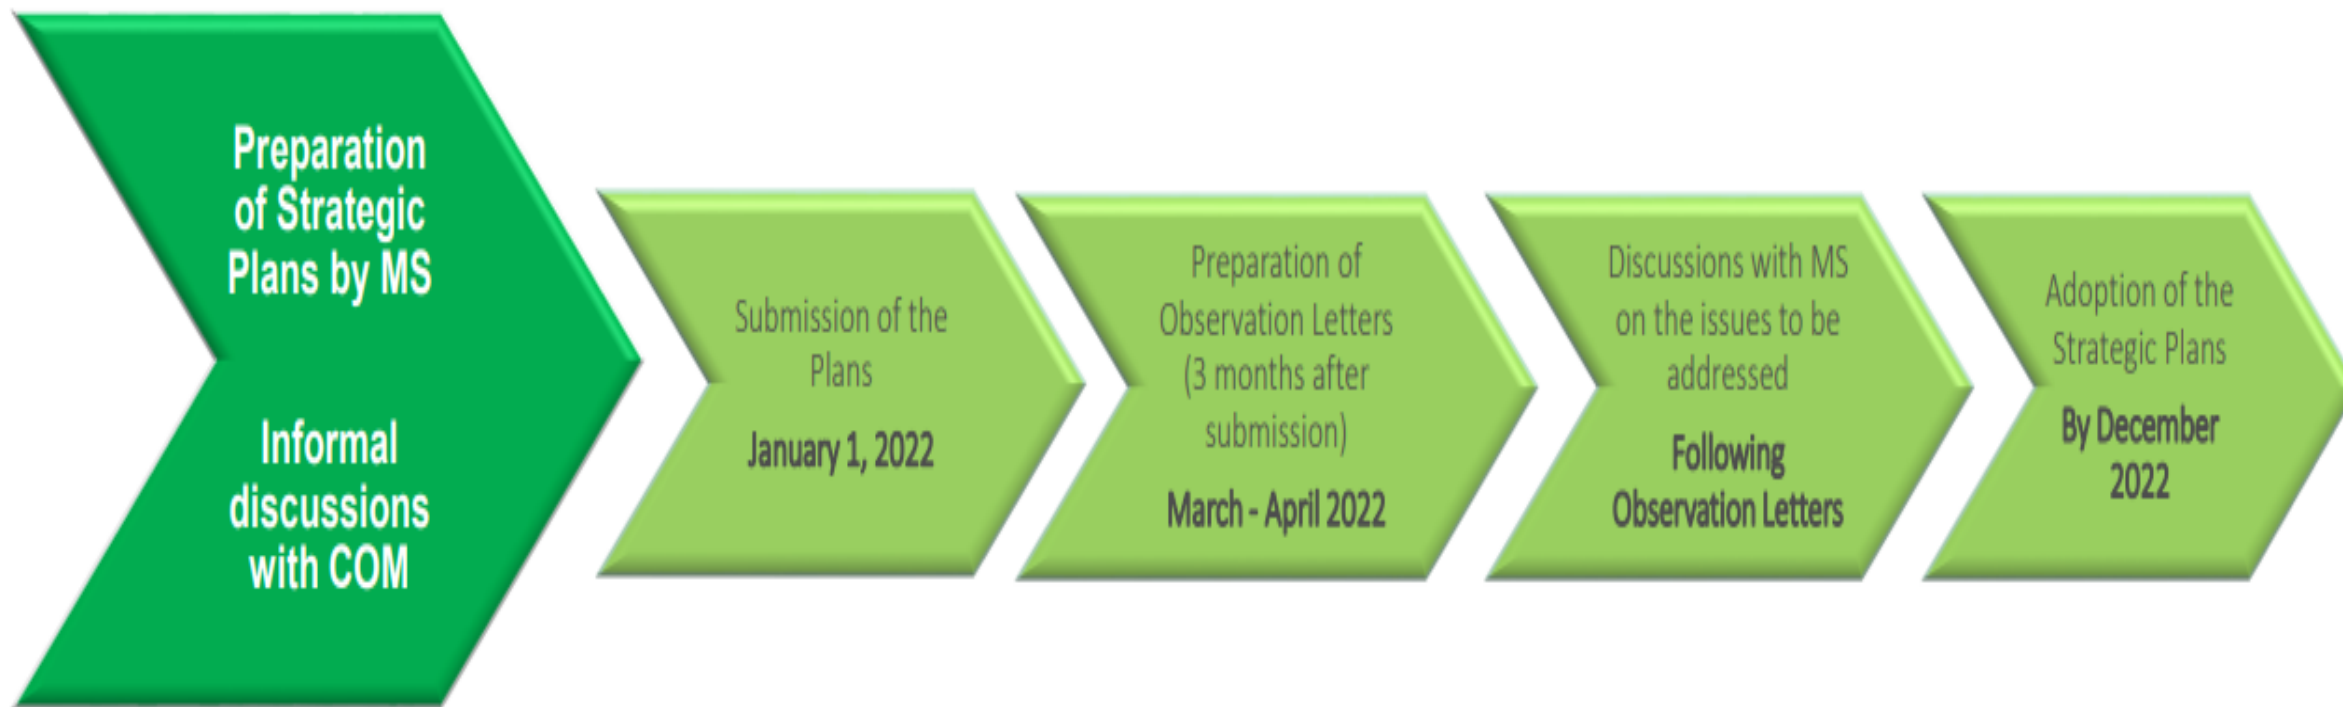 Preparation
of Strategic
Plans by MS
Informal
discussions
with COM
Submission of the
Plans
January 1, 2022
Preparation of
Observation Letters
(3 months after
submission)
March - April 2022
Discussions with MS
on the issues to be
addressed
Following
Observation Letters
Adoption of the
Strategic Plans
By December
2022